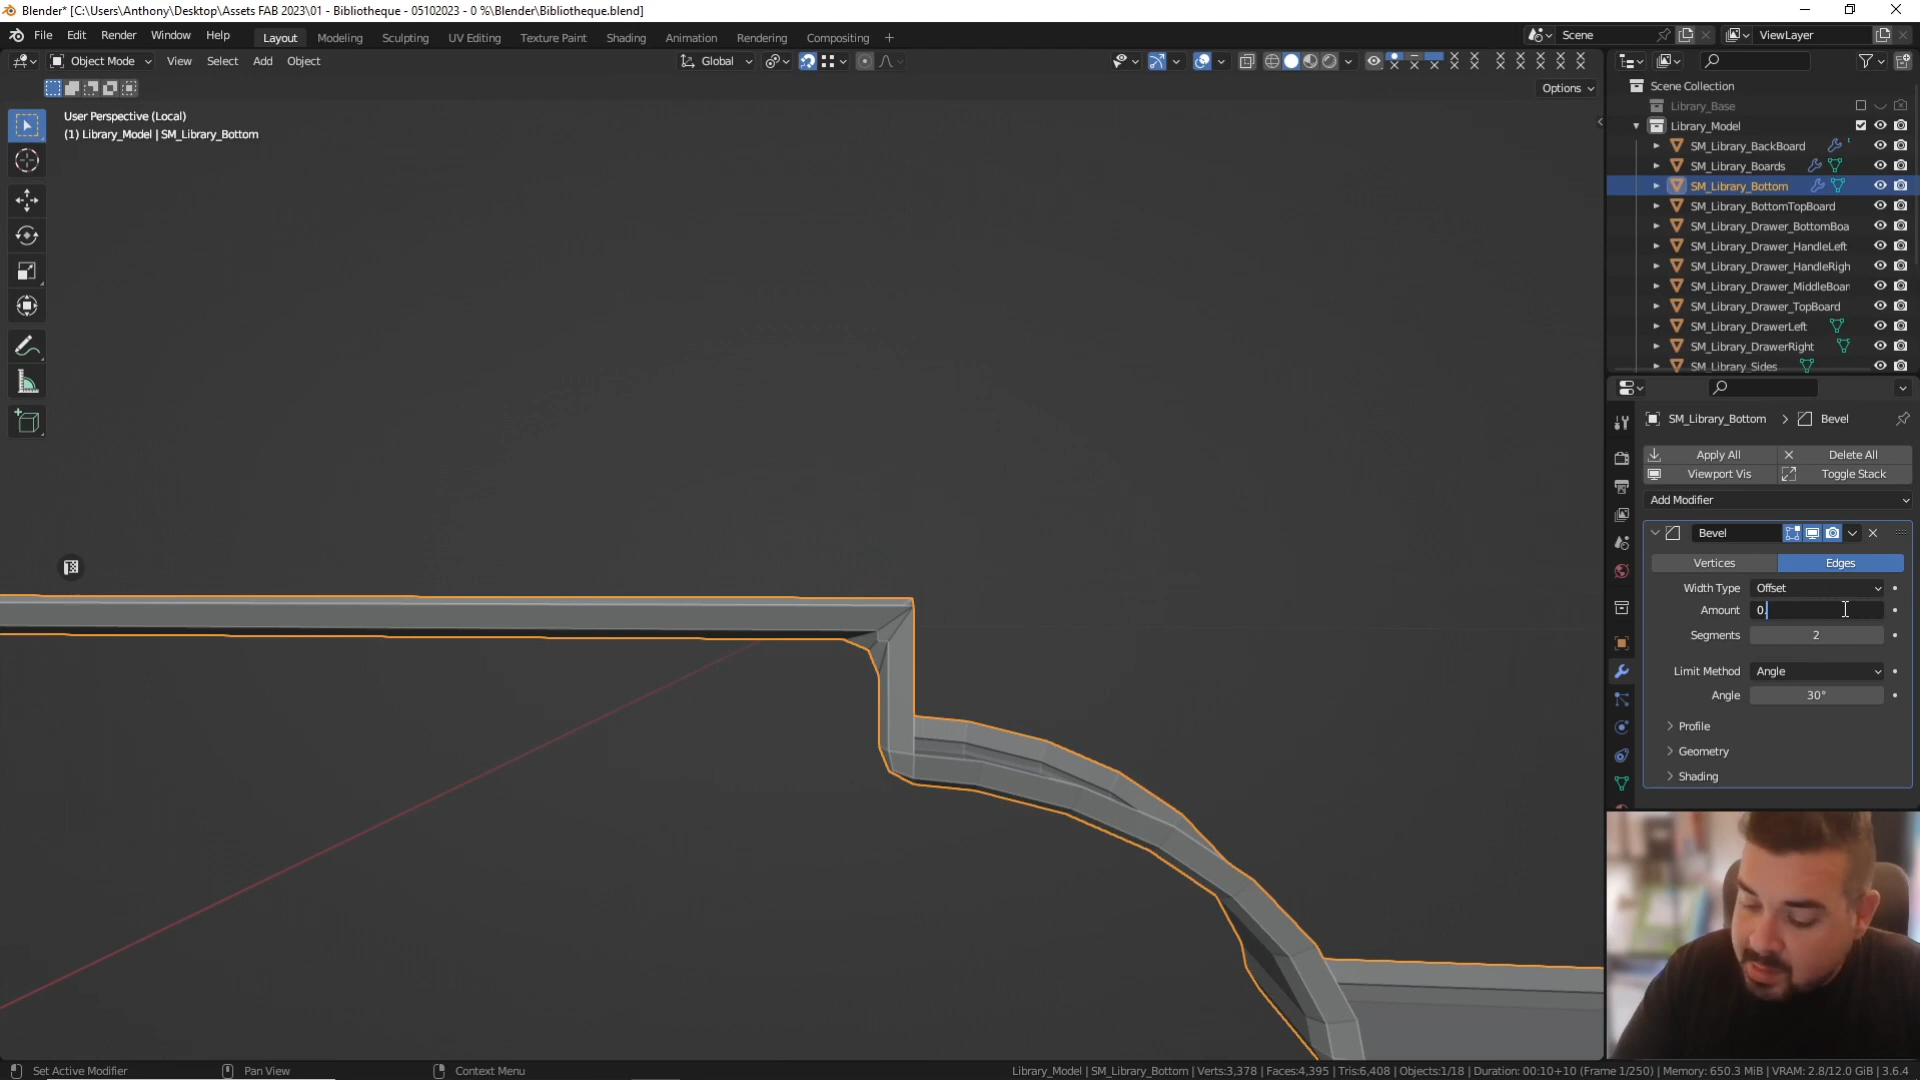 Blender* [C:\Users\Anthony\Desktop\Assets FAB 2023\01 - Bibliotheque - 05102023 - 0 %\Blender\Bibliotheque.blend]
File Edit Render Window Help Layout Modeling Sculpting UV Editing Texture Paint Shading Animation Rendering Compositing + Scene ViewLayer
Object Mode View Select Add Object Global
Options
User Perspective (Local)
(1) Library_Model | SM_Library_Bottom
Scene Collection
Library_Base
Library_Model
SM_Library_BackBoard
SM_Library_Boards
SM_Library_Bottom
SM_Library_BottomTopBoard
SM_Library_Drawer_BottomBoa
SM_Library_Drawer_HandleLeft
SM_Library_Drawer_HandleRigh
SM_Library_Drawer_MiddleBoar
SM_Library_Drawer_TopBoard
SM_Library_DrawerLeft
SM_Library_DrawerRight
SM_Library_Sides
SM_Library_Bottom > Bevel
Apply All Delete All
Viewport Vis Toggle Stack
Add Modifier
Bevel
Vertices Edges
Width Type Offset
Amount 0.
Segments 2
Limit Method Angle
Angle 30°
Profile
Geometry
Shading
Set Active Modifier Pan View Context Menu Library_Model | SM_Library_Bottom | Verts:3,378 | Faces:4,395 | Tris:6,408 | Objects:1/18 | Duration: 00:10+10 (Frame 1/250) | Memory: 650.3 MiB | VRAM: 2.8/12.0 GiB | 3.6.4